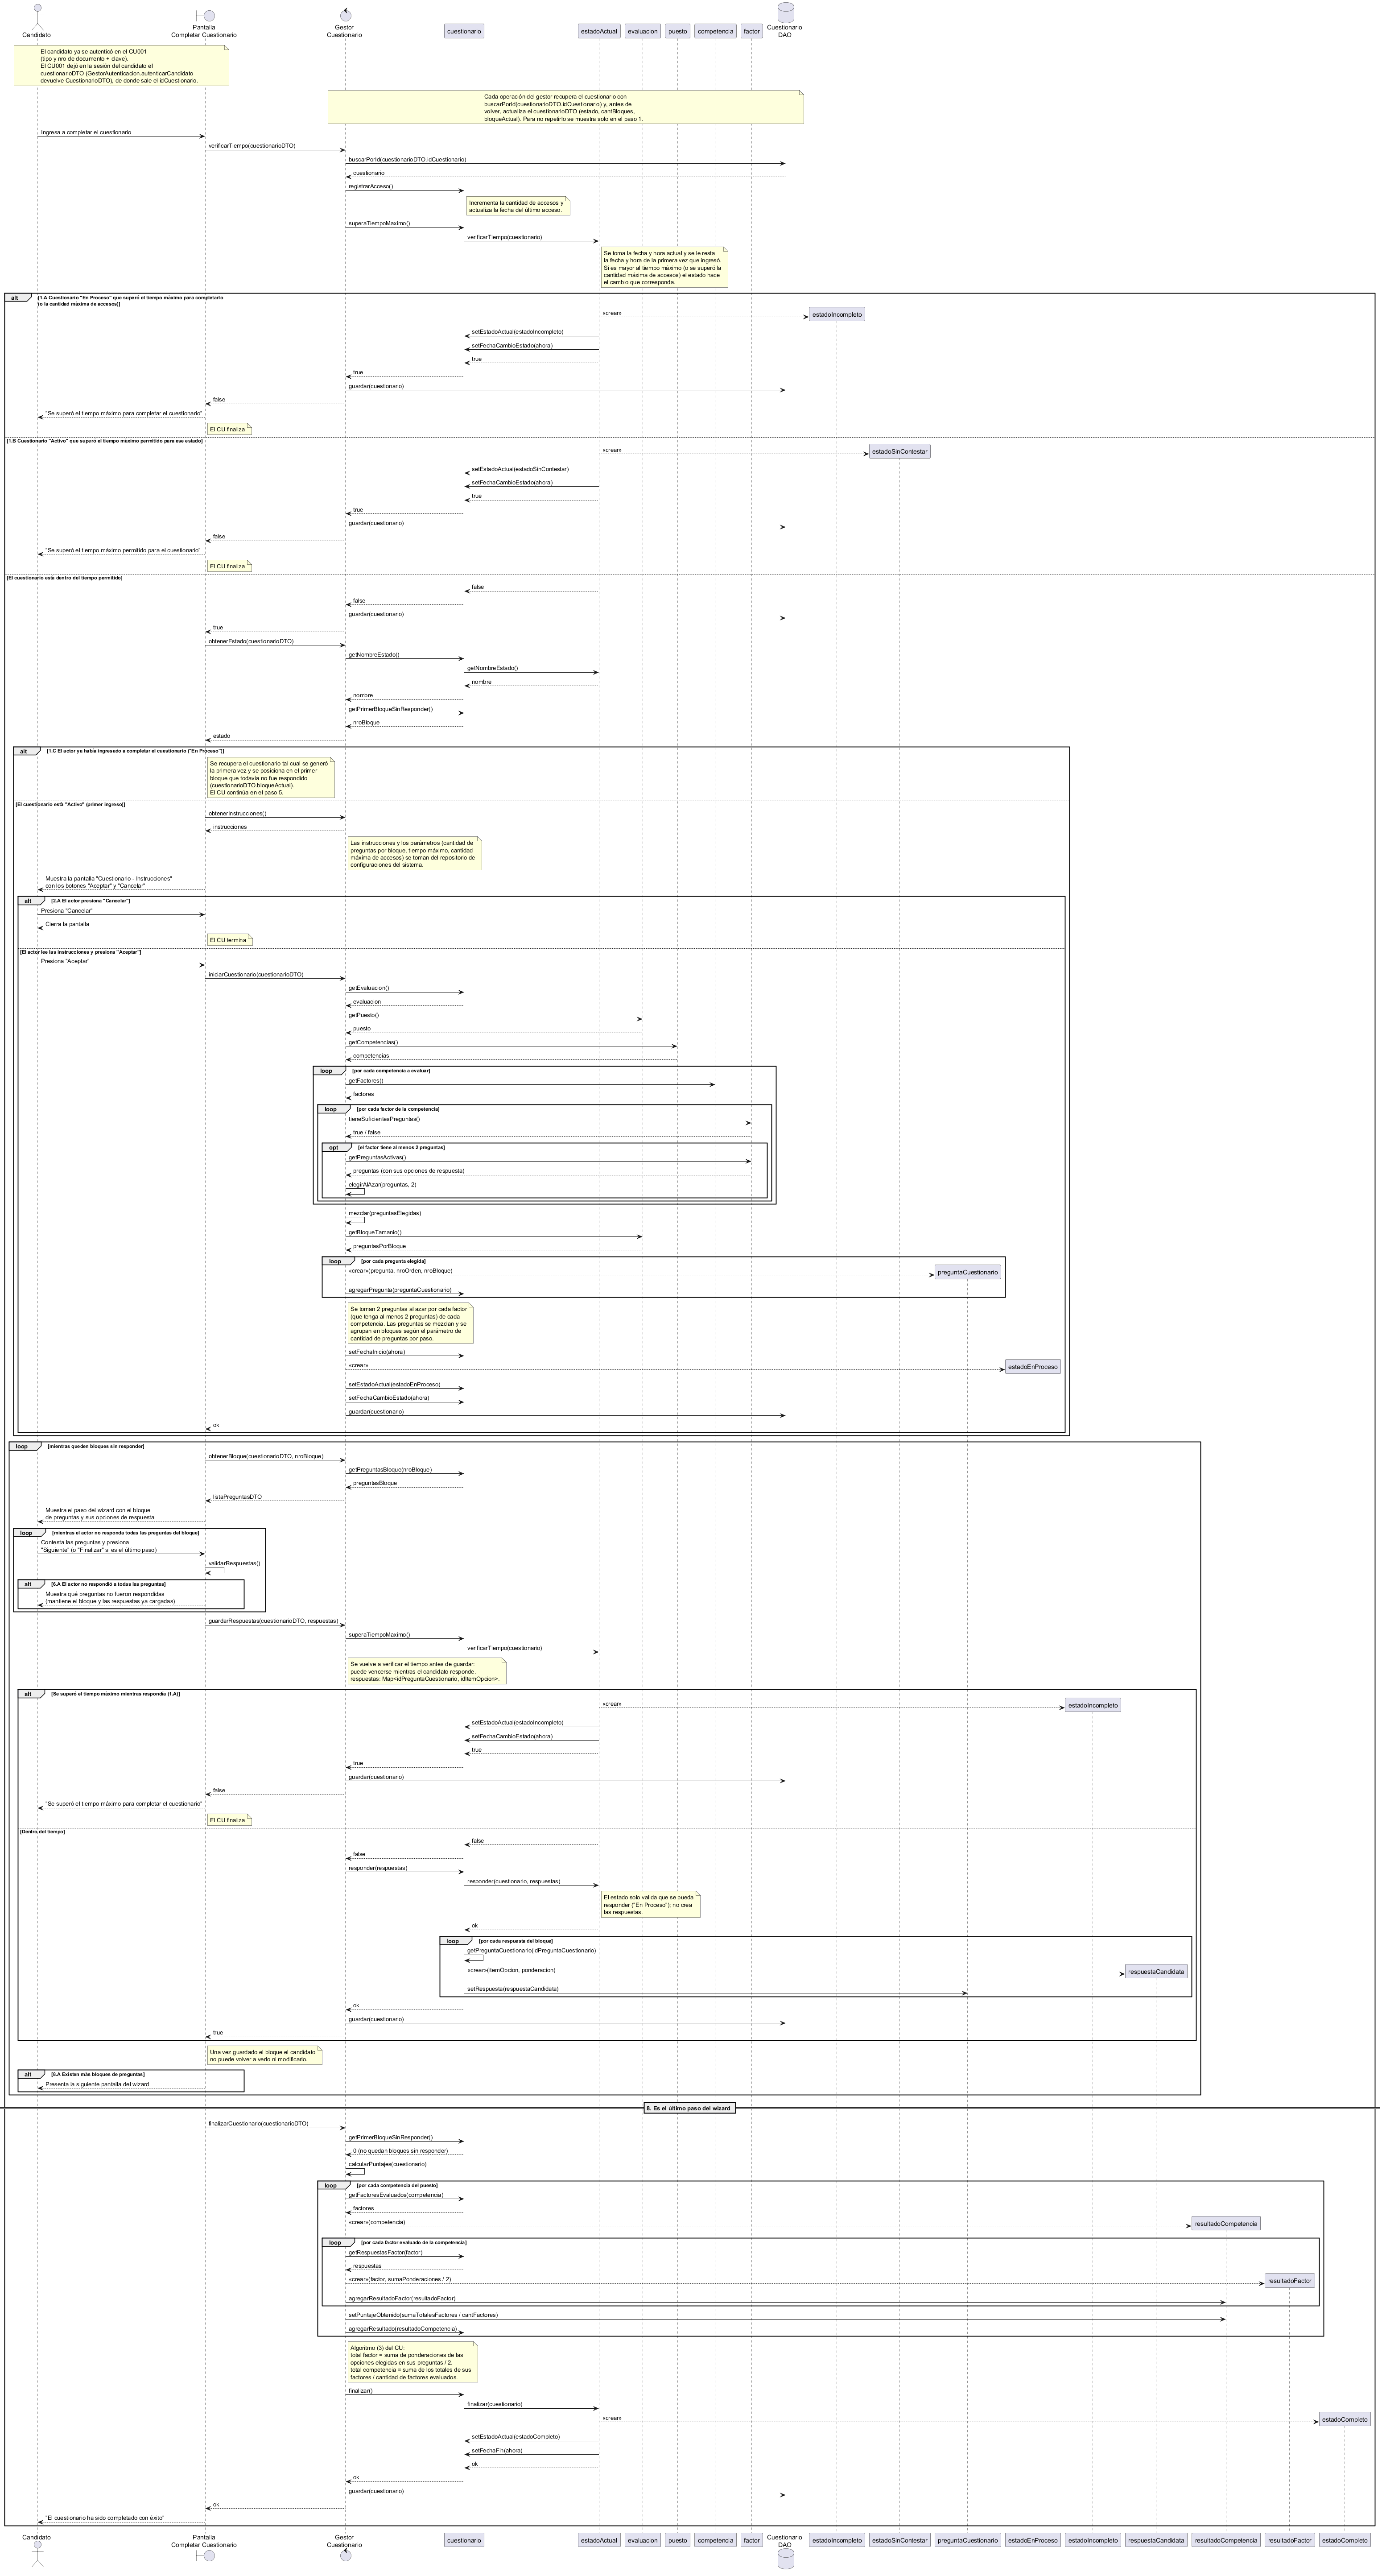 Candidato
Pantalla
Completar Cuestionario
Gestor
Cuestionario
cuestionario
estadoActual
evaluacion
puesto
competencia
factor
Cuestionario
DAO
El candidato ya se autenticó en el CU001
(tipo y nro de documento + clave).
El CU001 dejó en la sesión del candidato el
cuestionarioDTO (GestorAutenticacion.autenticarCandidato
devuelve CuestionarioDTO), de donde sale el idCuestionario.
Cada operación del gestor recupera el cuestionario con
buscarPorId(cuestionarioDTO.idCuestionario) y, antes de
volver, actualiza el cuestionarioDTO (estado, cantBloques,
bloqueActual). Para no repetirlo se muestra solo en el paso 1.
Ingresa a completar el cuestionario
verificarTiempo(cuestionarioDTO)
buscarPorId(cuestionarioDTO.idCuestionario)
cuestionario
registrarAcceso()
Incrementa la cantidad de accesos y
actualiza la fecha del último acceso.
superaTiempoMaximo()
verificarTiempo(cuestionario)
Se toma la fecha y hora actual y se le resta
la fecha y hora de la primera vez que ingresó.
Si es mayor al tiempo máximo (o se superó la
cantidad máxima de accesos) el estado hace
el cambio que corresponda.
alt
[1.A Cuestionario "En Proceso" que superó el tiempo máximo para completarlo
(o la cantidad máxima de accesos)]
«crear»
estadoIncompleto
setEstadoActual(estadoIncompleto)
setFechaCambioEstado(ahora)
true
true
guardar(cuestionario)
false
"Se superó el tiempo máximo para completar el cuestionario"
El CU finaliza
[1.B Cuestionario "Activo" que superó el tiempo máximo permitido para ese estado]
«crear»
estadoSinContestar
setEstadoActual(estadoSinContestar)
setFechaCambioEstado(ahora)
true
true
guardar(cuestionario)
false
"Se superó el tiempo máximo permitido para el cuestionario"
El CU finaliza
[El cuestionario está dentro del tiempo permitido]
false
false
guardar(cuestionario)
true
obtenerEstado(cuestionarioDTO)
getNombreEstado()
getNombreEstado()
nombre
nombre
getPrimerBloqueSinResponder()
nroBloque
estado
alt
[1.C El actor ya había ingresado a completar el cuestionario ("En Proceso")]
Se recupera el cuestionario tal cual se generó
la primera vez y se posiciona en el primer
bloque que todavía no fue respondido
(cuestionarioDTO.bloqueActual).
El CU continúa en el paso 5.
[El cuestionario está "Activo" (primer ingreso)]
obtenerInstrucciones()
instrucciones
Las instrucciones y los parámetros (cantidad de
preguntas por bloque, tiempo máximo, cantidad
máxima de accesos) se toman del repositorio de
configuraciones del sistema.
Muestra la pantalla "Cuestionario - Instrucciones"
con los botones "Aceptar" y "Cancelar"
alt
[2.A El actor presiona "Cancelar"]
Presiona "Cancelar"
Cierra la pantalla
El CU termina
[El actor lee las instrucciones y presiona "Aceptar"]
Presiona "Aceptar"
iniciarCuestionario(cuestionarioDTO)
getEvaluacion()
evaluacion
getPuesto()
puesto
getCompetencias()
competencias
loop
[por cada competencia a evaluar]
getFactores()
factores
loop
[por cada factor de la competencia]
tieneSuficientesPreguntas()
true / false
opt
[el factor tiene al menos 2 preguntas]
getPreguntasActivas()
preguntas (con sus opciones de respuesta)
elegirAlAzar(preguntas, 2)
mezclar(preguntasElegidas)
getBloqueTamanio()
preguntasPorBloque
loop
[por cada pregunta elegida]
«crear»(pregunta, nroOrden, nroBloque)
preguntaCuestionario
agregarPregunta(preguntaCuestionario)
Se toman 2 preguntas al azar por cada factor
(que tenga al menos 2 preguntas) de cada
competencia. Las preguntas se mezclan y se
agrupan en bloques según el parámetro de
cantidad de preguntas por paso.
setFechaInicio(ahora)
«crear»
estadoEnProceso
setEstadoActual(estadoEnProceso)
setFechaCambioEstado(ahora)
guardar(cuestionario)
ok
loop
[mientras queden bloques sin responder]
obtenerBloque(cuestionarioDTO, nroBloque)
getPreguntasBloque(nroBloque)
preguntasBloque
listaPreguntasDTO
Muestra el paso del wizard con el bloque
de preguntas y sus opciones de respuesta
loop
[mientras el actor no responda todas las preguntas del bloque]
Contesta las preguntas y presiona
"Siguiente" (o "Finalizar" si es el último paso)
validarRespuestas()
alt
[6.A El actor no respondió a todas las preguntas]
Muestra qué preguntas no fueron respondidas
(mantiene el bloque y las respuestas ya cargadas)
guardarRespuestas(cuestionarioDTO, respuestas)
superaTiempoMaximo()
verificarTiempo(cuestionario)
Se vuelve a verificar el tiempo antes de guardar:
puede vencerse mientras el candidato responde.
respuestas: Map<idPreguntaCuestionario, idItemOpcion>.
alt
[Se superó el tiempo máximo mientras respondía (1.A)]
«crear»
estadoIncompleto
setEstadoActual(estadoIncompleto)
setFechaCambioEstado(ahora)
true
true
guardar(cuestionario)
false
"Se superó el tiempo máximo para completar el cuestionario"
El CU finaliza
[Dentro del tiempo]
false
false
responder(respuestas)
responder(cuestionario, respuestas)
El estado solo valida que se pueda
responder ("En Proceso"); no crea
las respuestas.
ok
loop
[por cada respuesta del bloque]
getPreguntaCuestionario(idPreguntaCuestionario)
«crear»(itemOpcion, ponderacion)
respuestaCandidata
setRespuesta(respuestaCandidata)
ok
guardar(cuestionario)
true
Una vez guardado el bloque el candidato
no puede volver a verlo ni modificarlo.
alt
[8.A Existan más bloques de preguntas]
Presenta la siguiente pantalla del wizard
8. Es el último paso del wizard
finalizarCuestionario(cuestionarioDTO)
getPrimerBloqueSinResponder()
0 (no quedan bloques sin responder)
calcularPuntajes(cuestionario)
loop
[por cada competencia del puesto]
getFactoresEvaluados(competencia)
factores
«crear»(competencia)
resultadoCompetencia
loop
[por cada factor evaluado de la competencia]
getRespuestasFactor(factor)
respuestas
«crear»(factor, sumaPonderaciones / 2)
resultadoFactor
agregarResultadoFactor(resultadoFactor)
setPuntajeObtenido(sumaTotalesFactores / cantFactores)
agregarResultado(resultadoCompetencia)
Algoritmo (3) del CU:
total factor = suma de ponderaciones de las
opciones elegidas en sus preguntas / 2.
total competencia = suma de los totales de sus
factores / cantidad de factores evaluados.
finalizar()
finalizar(cuestionario)
«crear»
estadoCompleto
setEstadoActual(estadoCompleto)
setFechaFin(ahora)
ok
ok
guardar(cuestionario)
ok
"El cuestionario ha sido completado con éxito"
Candidato
Pantalla
Completar Cuestionario
Gestor
Cuestionario
cuestionario
estadoActual
evaluacion
puesto
competencia
factor
Cuestionario
DAO
estadoIncompleto
estadoSinContestar
preguntaCuestionario
estadoEnProceso
estadoIncompleto
respuestaCandidata
resultadoCompetencia
resultadoFactor
estadoCompleto